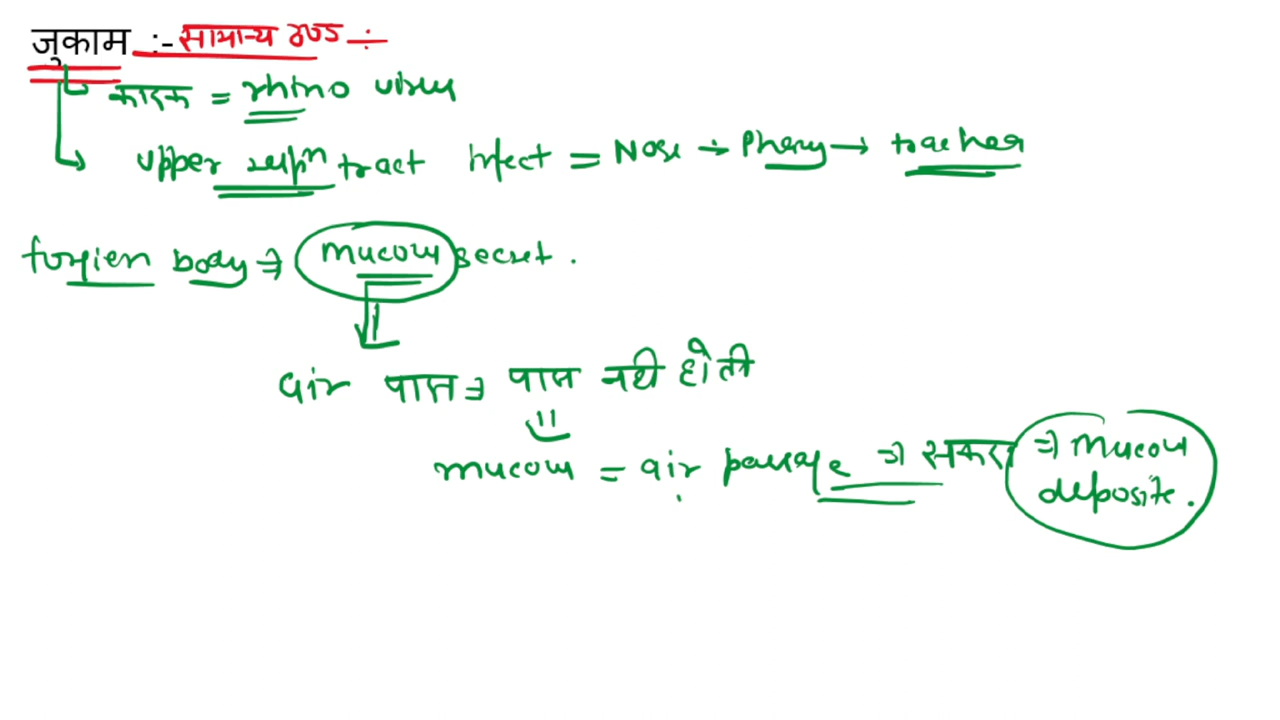 जुकाम :- सामान्य ठण्ड ÷
कारक = rhino virus
upper respn tract infect = Nose → Phary → trachea
forgien body ⇒ mucous secret.
air पास ⇒ पास नही होती
mucous = air passage ⇒ सकरा ⇒ mucous
deposite.